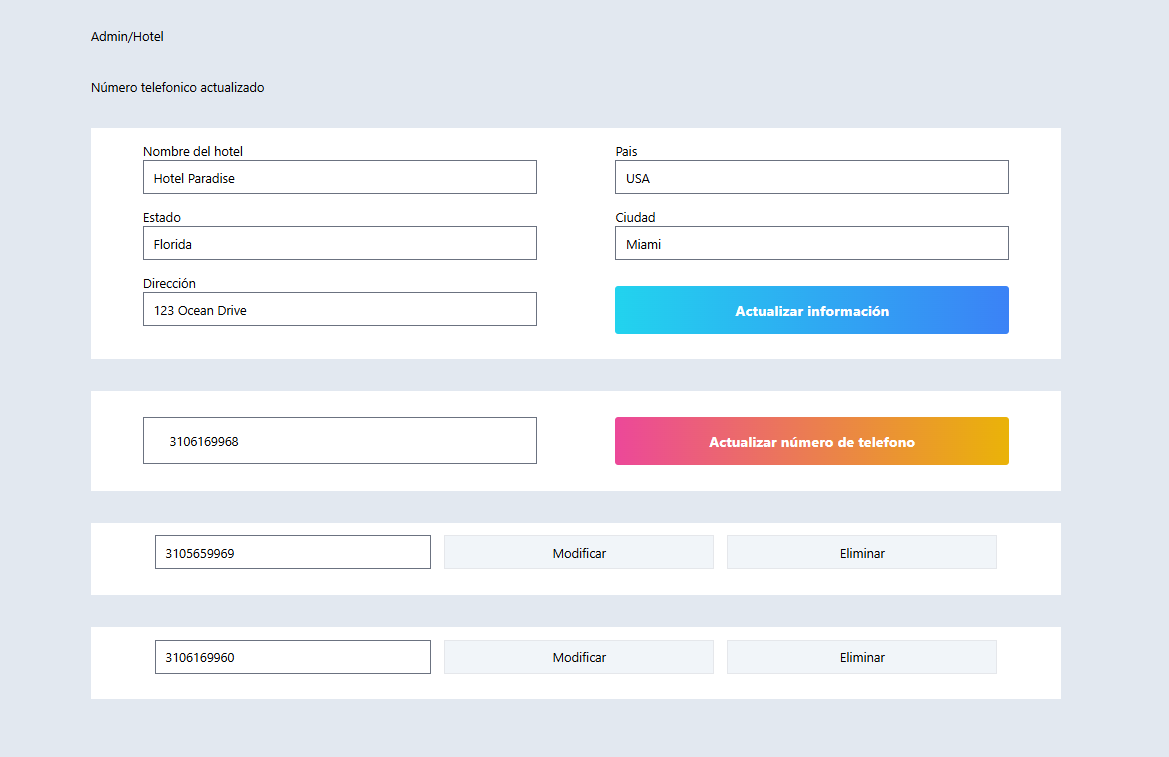 Admin/Hotel
Número telefonico actualizado
Nombre del hotel
Pais
Hotel Paradise
USA
Estado
Ciudad
Florida
Miami
Dirección
123 Ocean Drive
Actualizar información
3106169968
Actualizar número de telefono
3105659969
Modificar
Eliminar
3106169960
Modificar
Eliminar